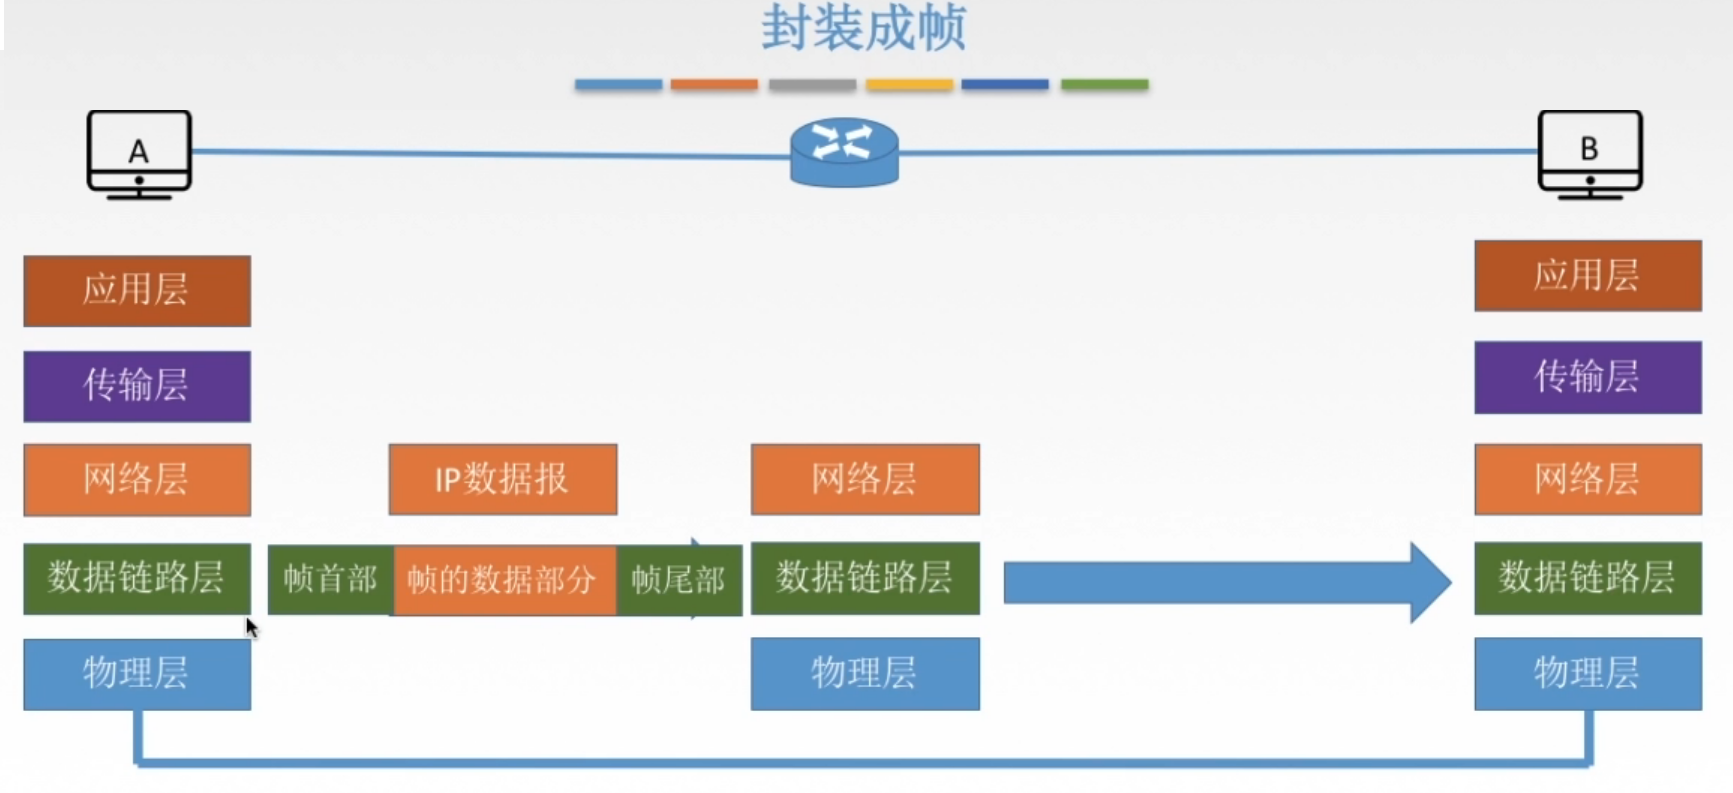 封装成帧
A
B
应用层
应用层
传输层
传输层
网络层
IP数据报
网络层
网络层
数据链路层
帧首部
帧的数据部分
帧尾部
数据链路层
数据链路层
物理层
物理层
物理层